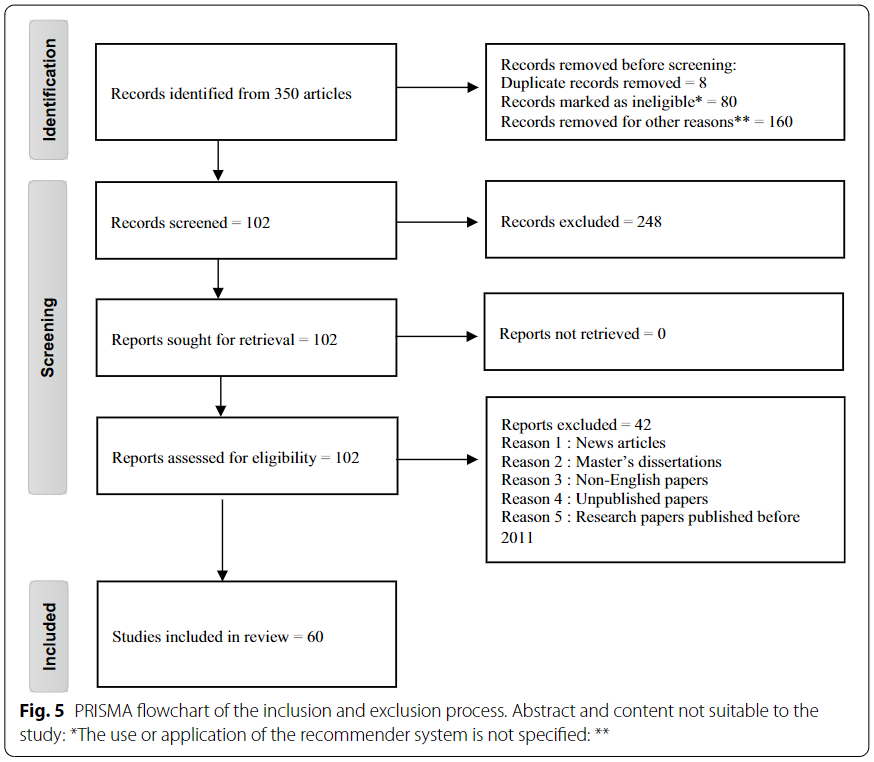 Identification
Records identified from 350 articles
Records removed before screening:
Duplicate records removed = 8
Records marked as ineligible* = 80
Records removed for other reasons** = 160
Screening
Records screened = 102
Records excluded = 248
Reports sought for retrieval = 102
Reports not retrieved = 0
Reports assessed for eligibility = 102
Reports excluded = 42
Reason 1 : News articles
Reason 2 : Master's dissertations
Reason 3 : Non-English papers
Reason 4 : Unpublished papers
Reason 5 : Research papers published before
2011
Included
Studies included in review = 60
Fig. 5 PRISMA flowchart of the inclusion and exclusion process. Abstract and content not suitable to the
study: *The use or application of the recommender system is not specified: **